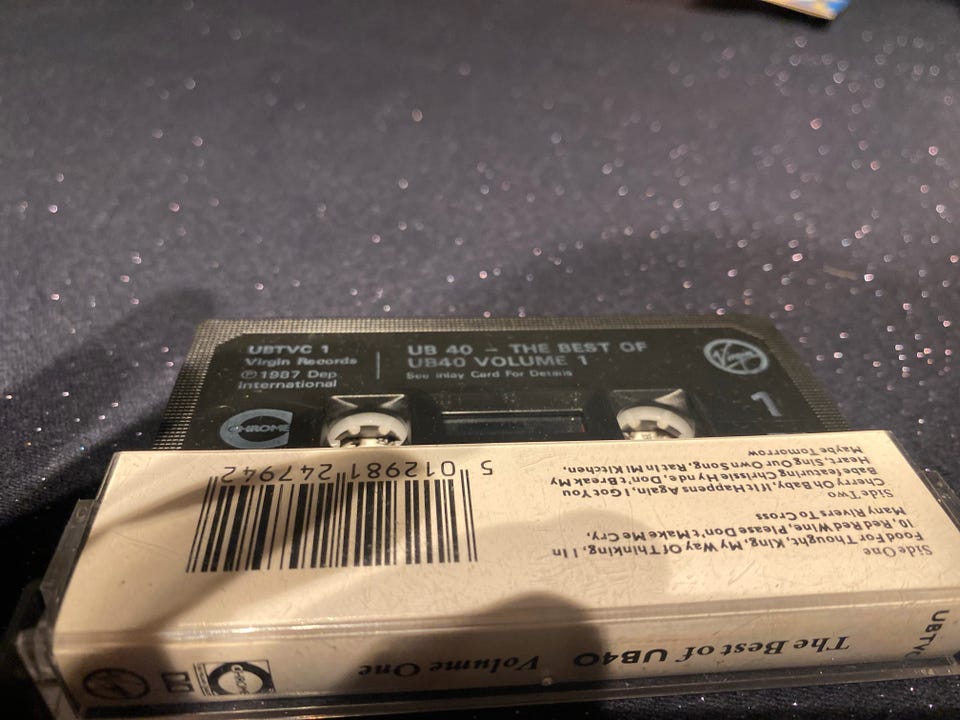 UBTVC 1
Virgin Records
℗ 1987 Dep
International
UB 40 – THE BEST OF
UB40 VOLUME 1
See Inlay Card For Details
Virgin
CHROME
1
Side One
Food For Thought, King, My Way Of Thinking, 1 In
10, Red Red Wine, Please Don't Make Me Cry,
Many Rivers To Cross
Side Two
Cherry Oh Baby, If It Happens Again, I Got You
Babe featuring Chrissie Hynde, Don't Break My
Heart, Sing Our Own Song, Rat In Mi Kitchen,
Maybe Tomorrow
5 012981 247942
UBTVC
The Best of UB40 Volume One
CHROME